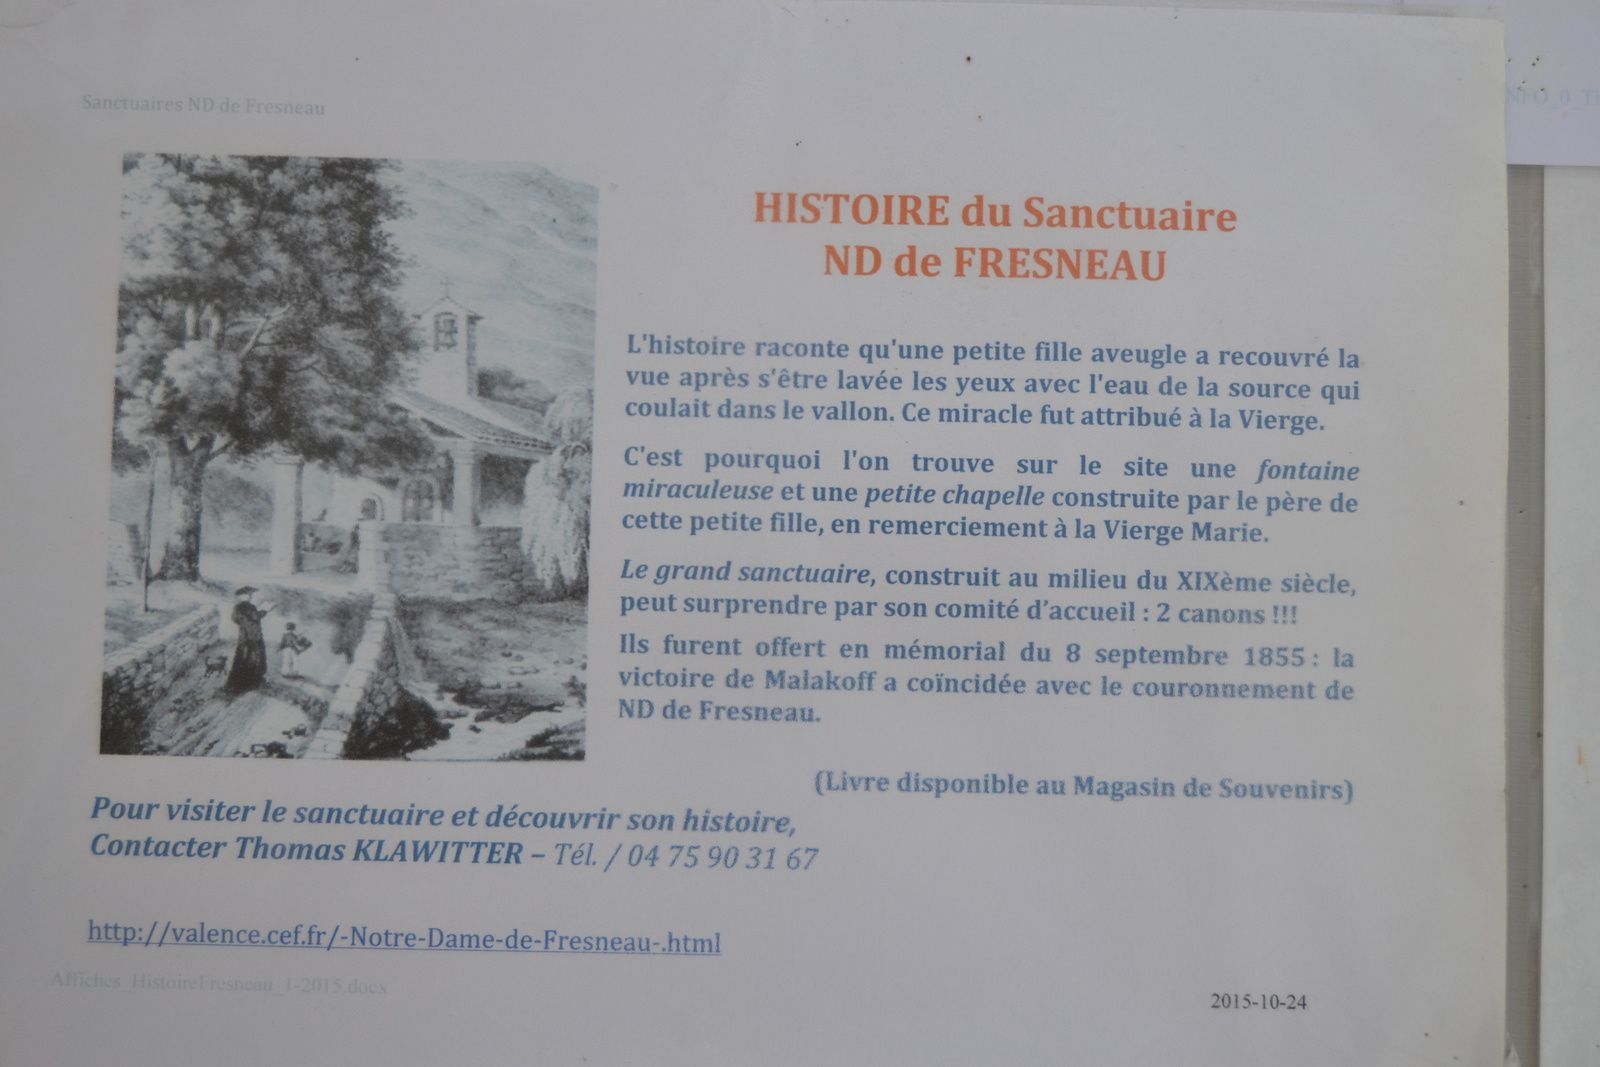 Sanctuaires ND de Fresneau
NFO_0_T
HISTOIRE du Sanctuaire
ND de FRESNEAU
L'histoire raconte qu'une petite fille aveugle a recouvré la
vue après s'être lavée les yeux avec l'eau de la source qui
coulait dans le vallon. Ce miracle fut attribué à la Vierge.
C'est pourquoi l'on trouve sur le site une fontaine
miraculeuse et une petite chapelle construite par le père de
cette petite fille, en remerciement à la Vierge Marie.
Le grand sanctuaire, construit au milieu du XIXème siècle,
peut surprendre par son comité d'accueil : 2 canons !!!
Ils furent offert en mémorial du 8 septembre 1855 : la
victoire de Malakoff a coïncidée avec le couronnement de
ND de Fresneau.
(Livre disponible au Magasin de Souvenirs)
Pour visiter le sanctuaire et découvrir son histoire,
Contacter Thomas KLAWITTER – Tél. / 04 75 90 31 67
http://valence.cef.fr/-Notre-Dame-de-Fresneau-.html
Affiches_HistoireFresneau_1-2015.docx
2015-10-24